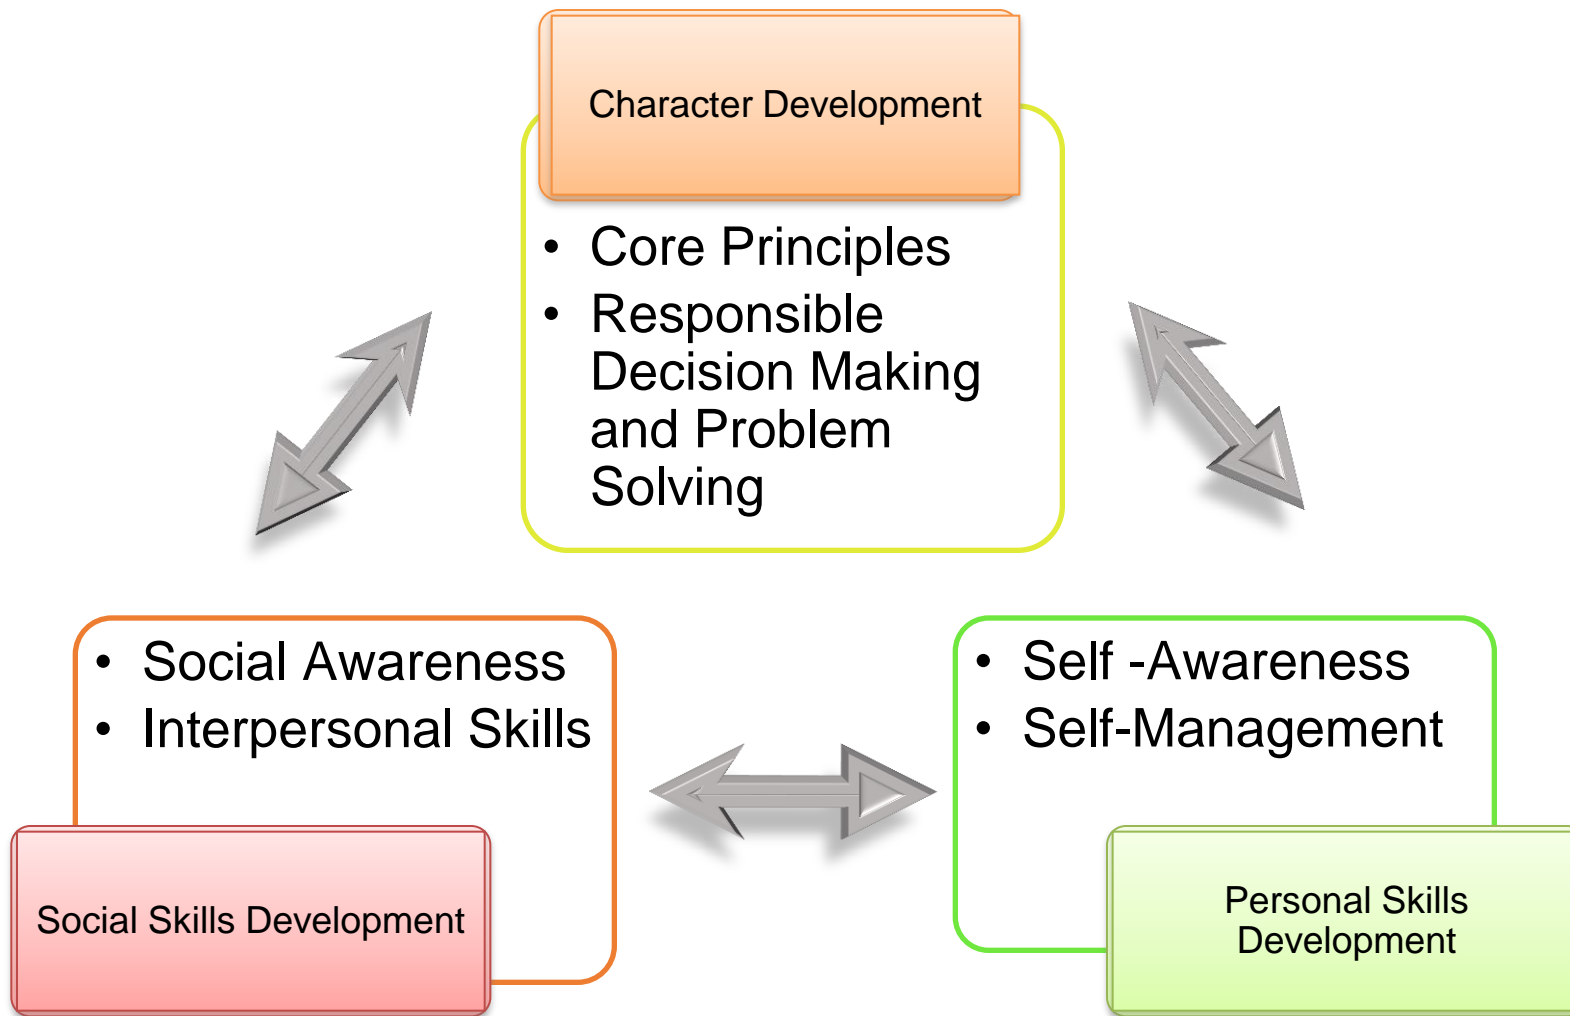 Character Development
• Core Principles
• Responsible
Decision Making
and Problem
Solving
• Social Awareness
• Interpersonal Skills
Social Skills Development
• Self -Awareness
• Self-Management
Personal Skills
Development